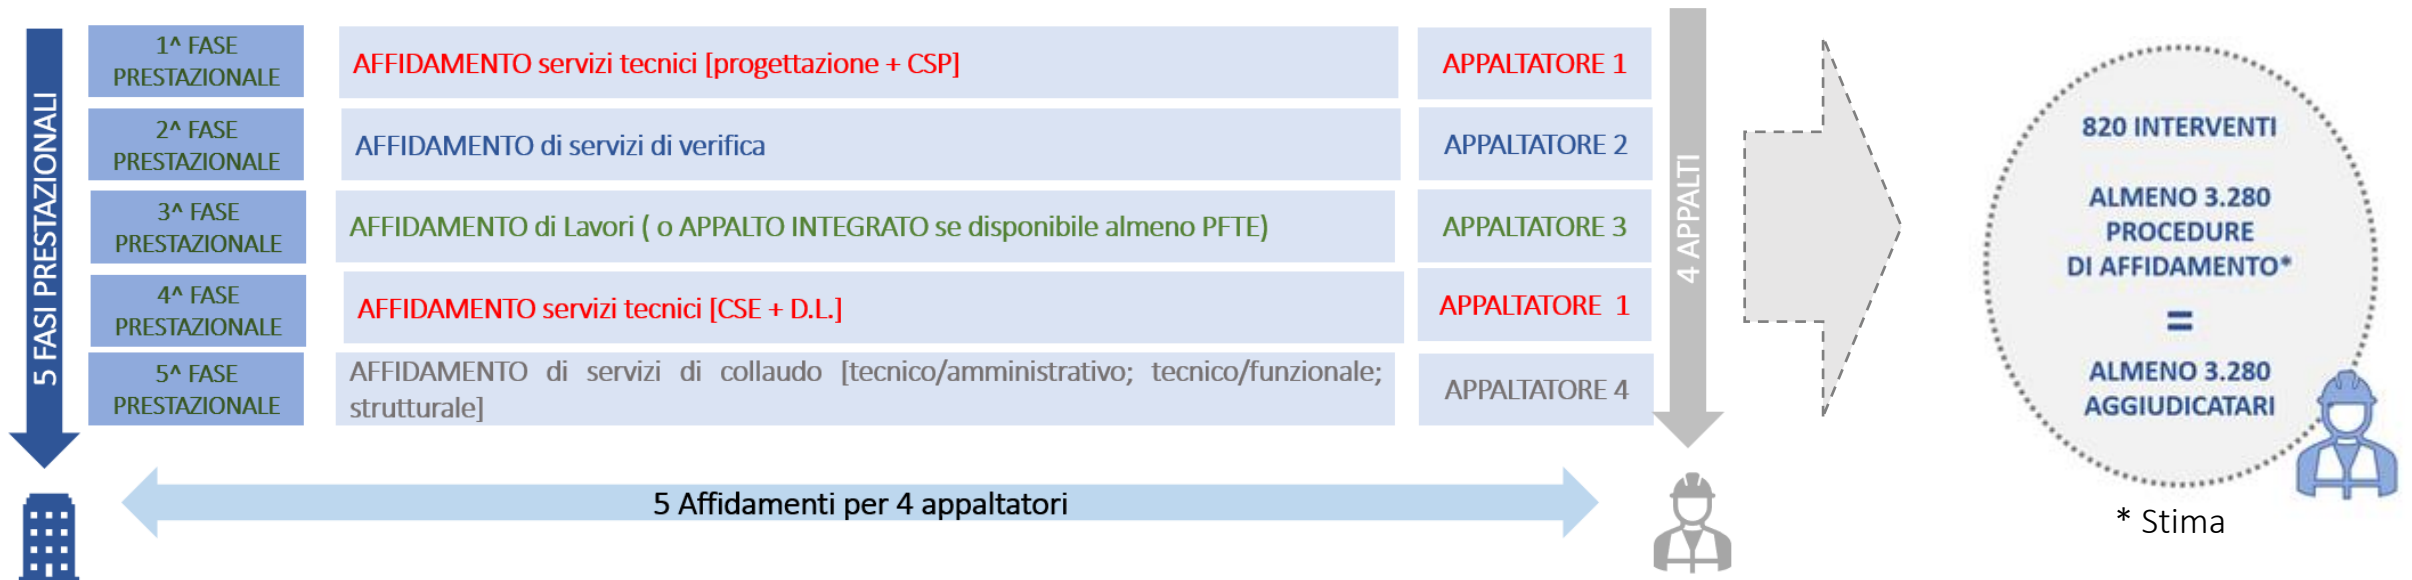 5 FASI PRESTAZIONALI
1^ FASE
PRESTAZIONALE
AFFIDAMENTO servizi tecnici [progettazione + CSP]
APPALTATORE 1
2^ FASE
PRESTAZIONALE
AFFIDAMENTO di servizi di verifica
APPALTATORE 2
3^ FASE
PRESTAZIONALE
AFFIDAMENTO di Lavori ( o APPALTO INTEGRATO se disponibile almeno PFTE)
APPALTATORE 3
4^ FASE
PRESTAZIONALE
AFFIDAMENTO servizi tecnici [CSE + D.L.]
APPALTATORE 1
5^ FASE
PRESTAZIONALE
AFFIDAMENTO di servizi di collaudo [tecnico/amministrativo; tecnico/funzionale;
strutturale]
APPALTATORE 4
4 APPALTI
5 Affidamenti per 4 appaltatori
820 INTERVENTI
ALMENO 3.280
PROCEDURE
DI AFFIDAMENTO*
=
ALMENO 3.280
AGGIUDICATARI
* Stima